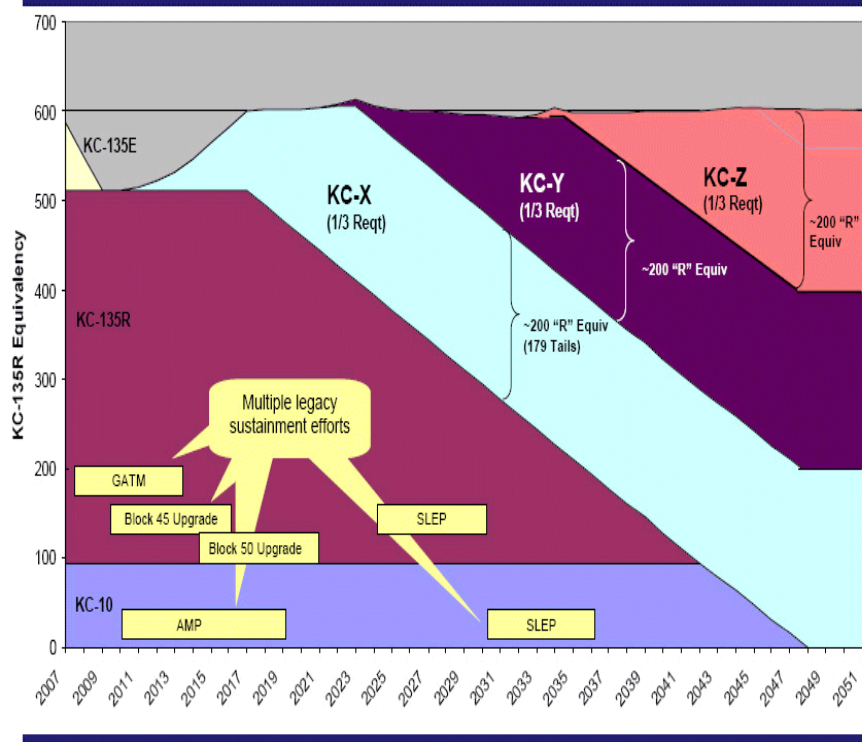 700
600
500
400
300
200
100
0
KC-135R Equivalency
KC-135E
KC-X
(1/3 Reqt)
KC-Y
(1/3 Reqt)
KC-Z
(1/3 Reqt)
~200 "R"
Equiv
~200 "R" Equiv
~200 "R" Equiv
(179 Tails)
KC-135R
Multiple legacy
sustainment efforts
GATM
Block 45 Upgrade
SLEP
Block 50 Upgrade
KC-10
AMP
SLEP
2007
2009
2011
2013
2015
2017
2019
2021
2023
2025
2027
2029
2031
2033
2035
2037
2039
2041
2043
2045
2047
2049
2051